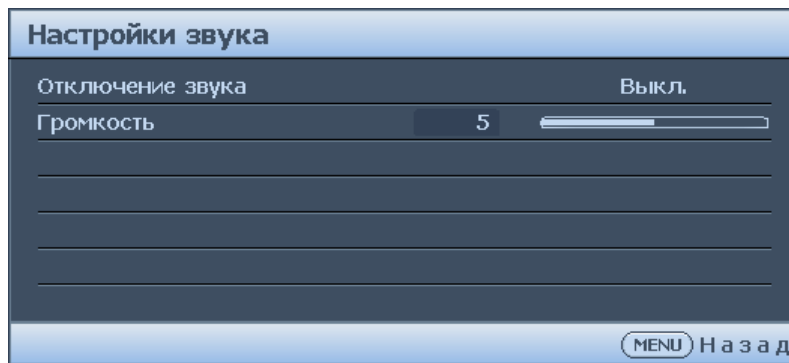 Настройки звука
Отключение звука Выкл.
Громкость 5
MENU Назад